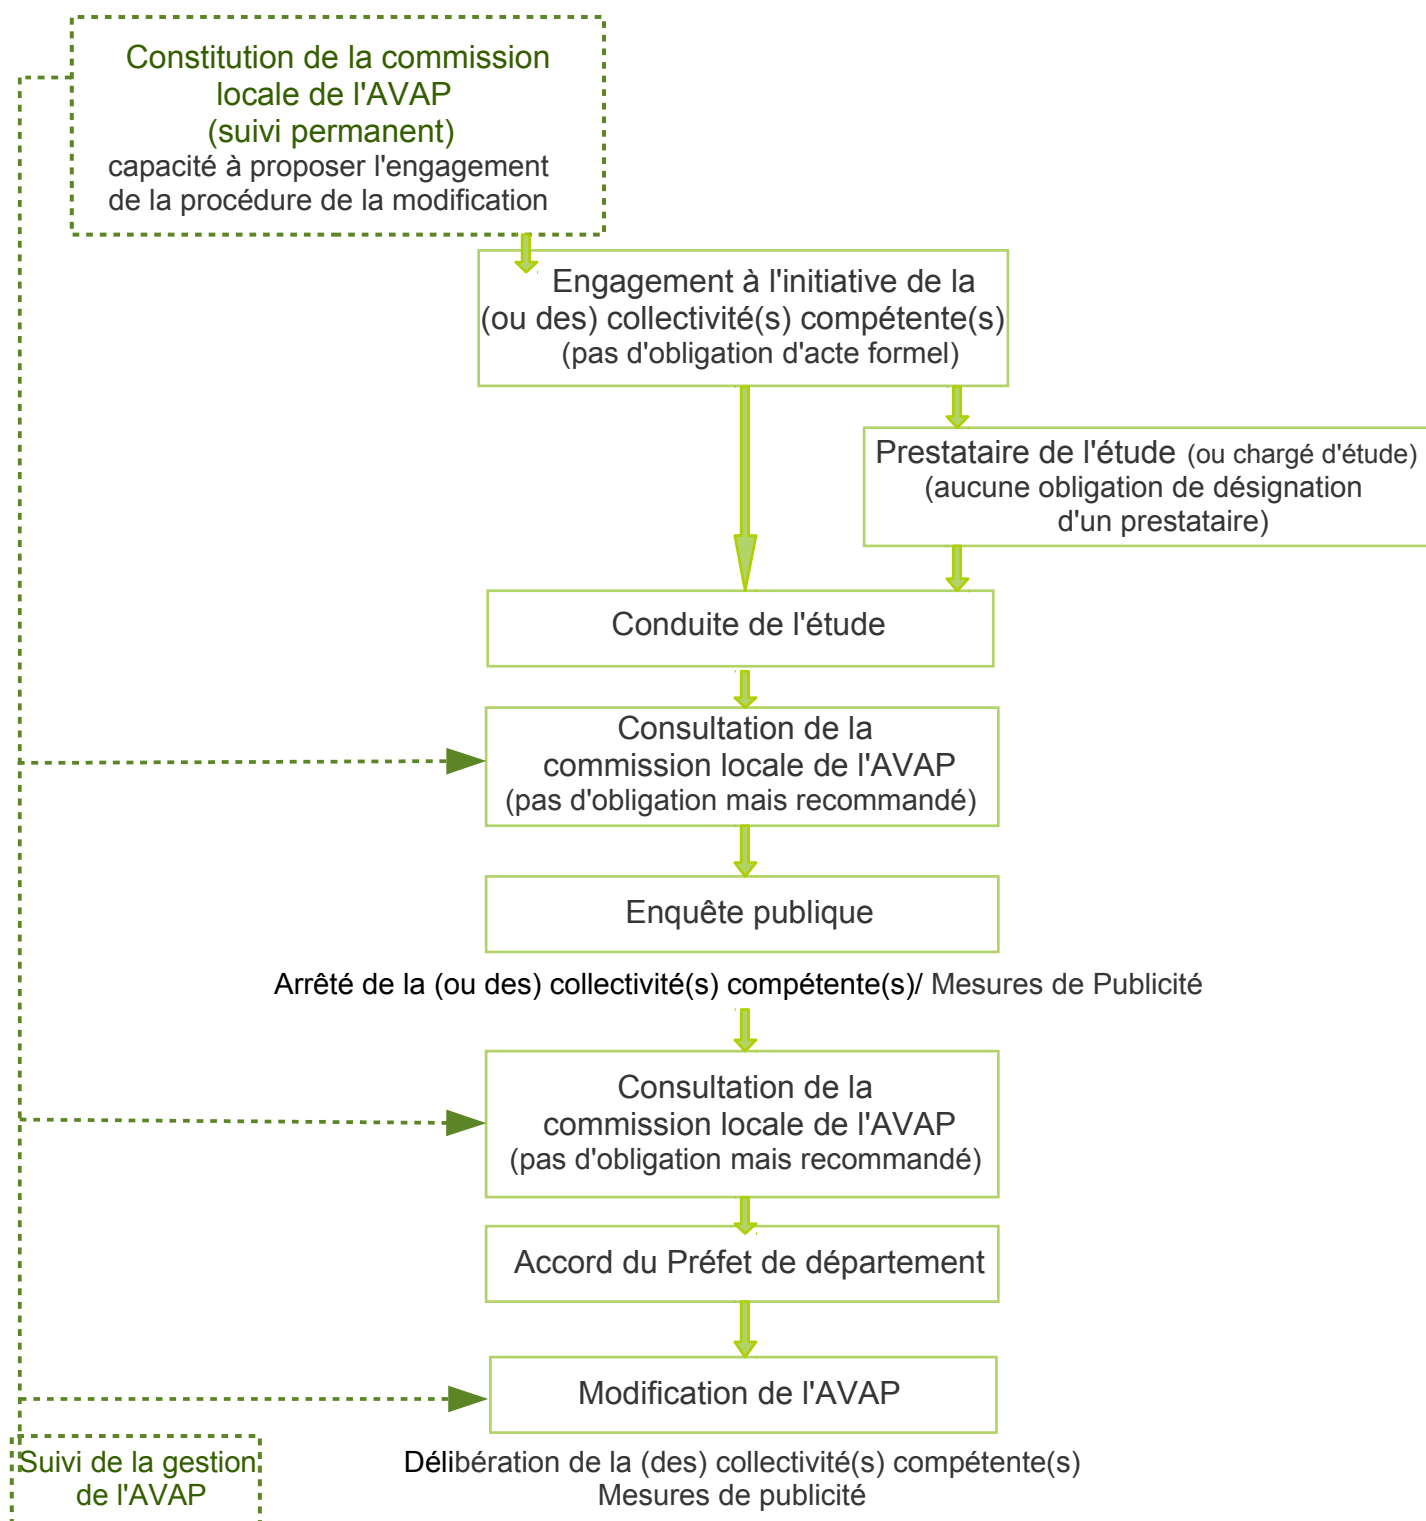 Constitution de la commission
locale de l'AVAP
(suivi permanent)
capacité à proposer l'engagement
de la procédure de la modification
Engagement à l'initiative de la
(ou des) collectivité(s) compétente(s)
(pas d'obligation d'acte formel)
Prestataire de l'étude (ou chargé d'étude)
(aucune obligation de désignation
d'un prestataire)
Conduite de l'étude
Consultation de la
commission locale de l'AVAP
(pas d'obligation mais recommandé)
Enquête publique
Arrêté de la (ou des) collectivité(s) compétente(s)/ Mesures de Publicité
Consultation de la
commission locale de l'AVAP
(pas d'obligation mais recommandé)
Accord du Préfet de département
Modification de l'AVAP
Délibération de la (des) collectivité(s) compétente(s)
Mesures de publicité
Suivi de la gestion
de l'AVAP